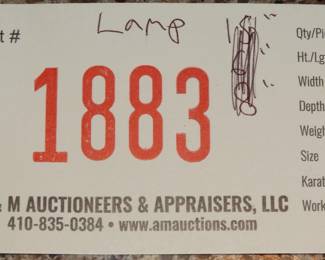 t #
Lamp
1883
& M AUCTIONEERS & APPRAISERS, LLC
410-835-0384 • www.amauctions.com
Qty/Pi
Ht./Lg
Width
Depth
Weigh
Size
Karat
Work